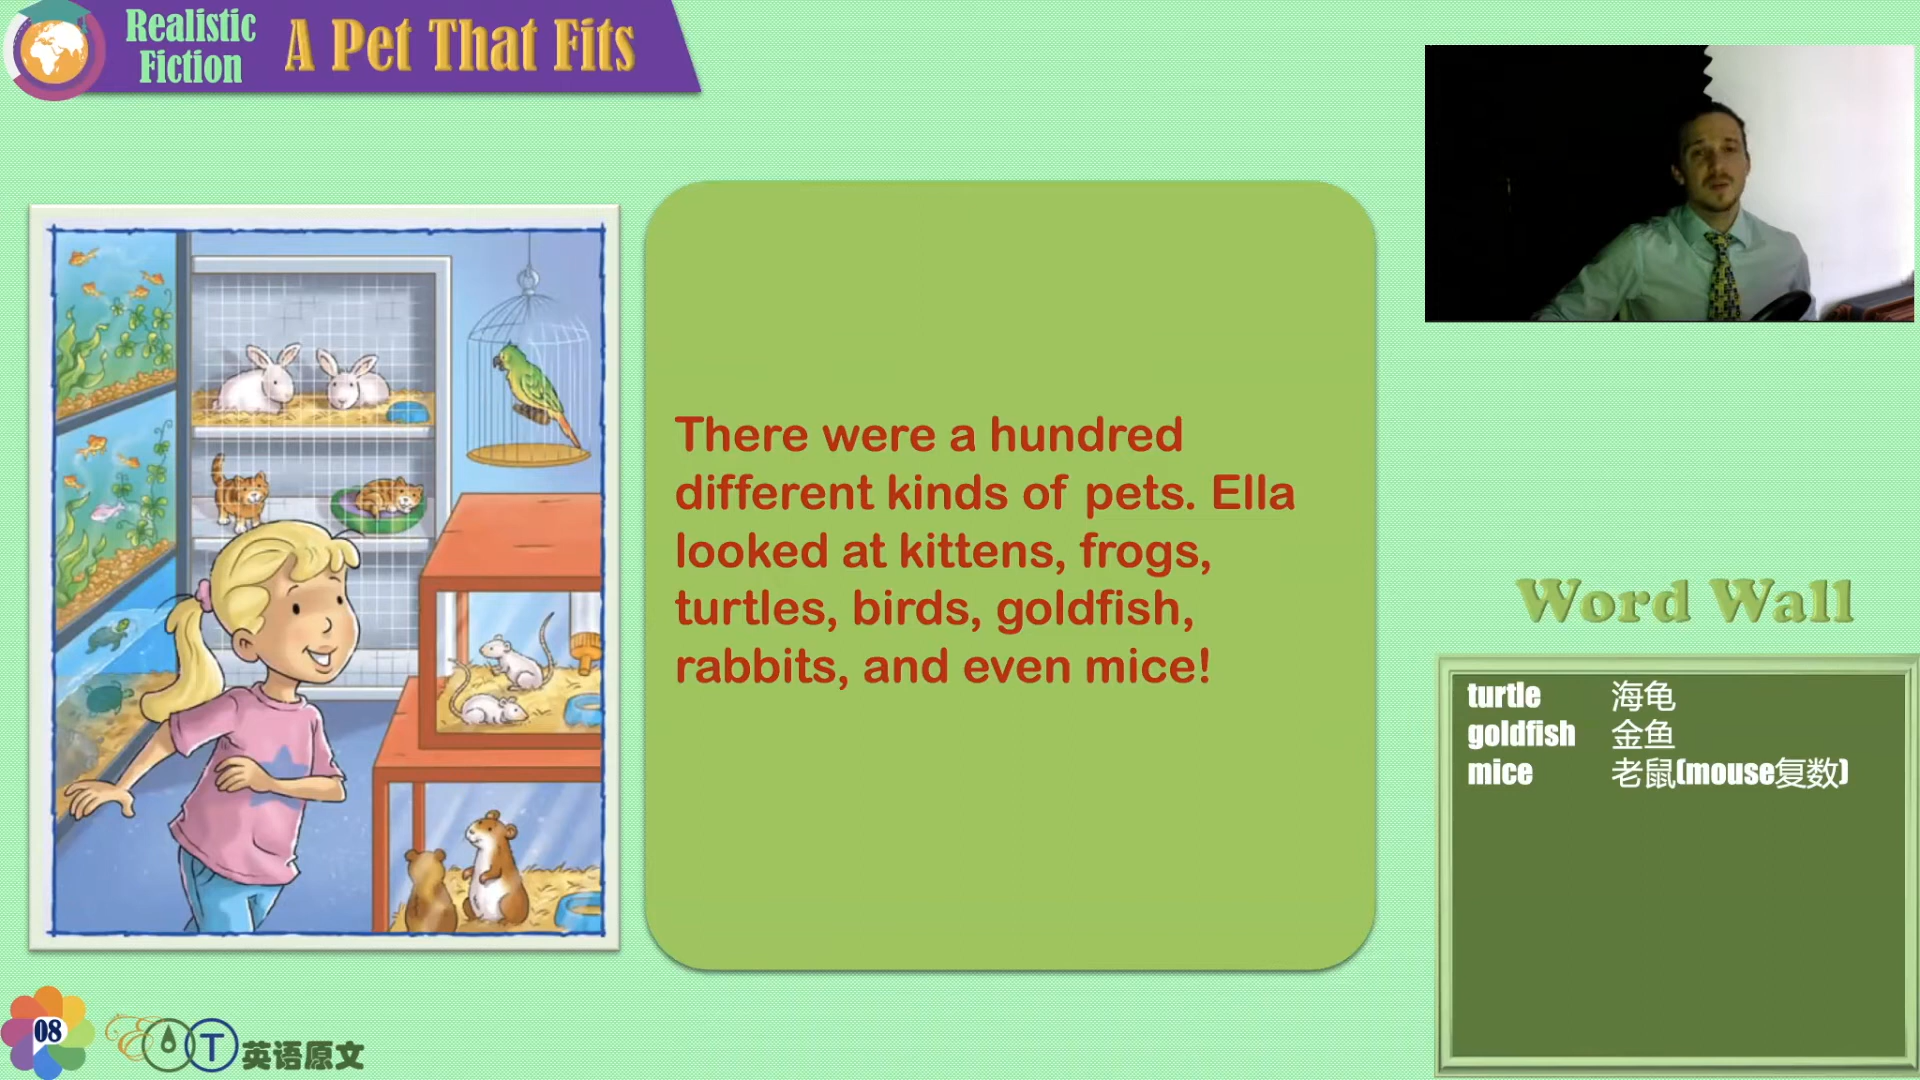 Realistic
Fiction
A Pet That Fits
There were a hundred
different kinds of pets. Ella
looked at kittens, frogs,
turtles, birds, goldfish,
rabbits, and even mice!
Word Wall
turtle 海龟
goldfish 金鱼
mice 老鼠(mouse复数)
08
T 英语原文